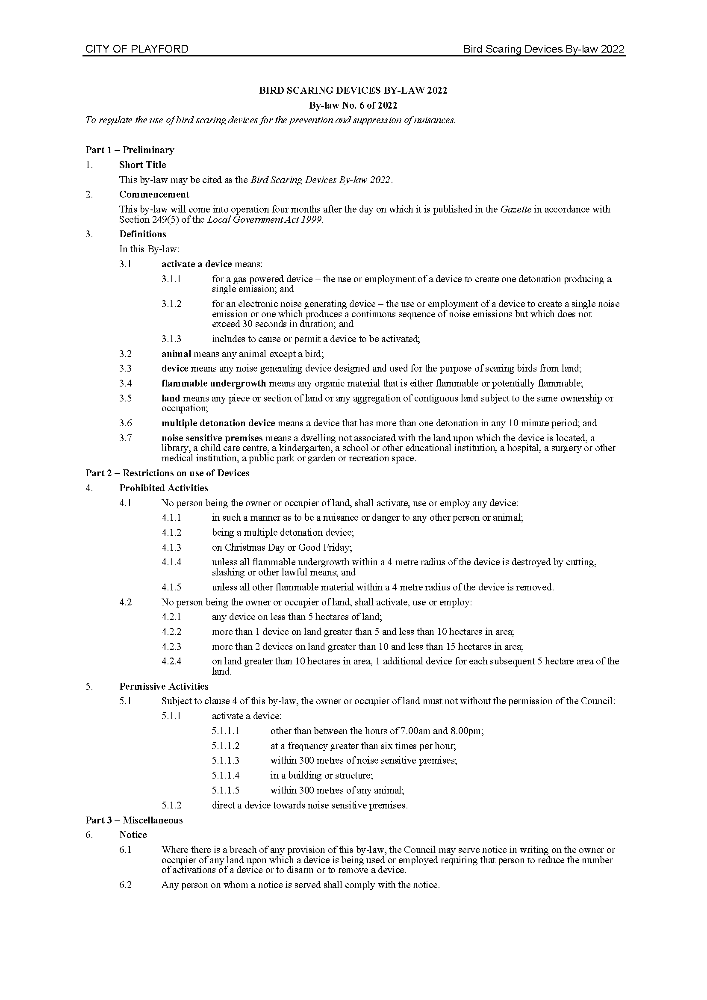 CITY OF PLAYFORD Bird Scaring Devices By-law 2022
BIRD SCARING DEVICES BY-LAW 2022
By-law No. 6 of 2022
To regulate the use of bird scaring devices for the prevention and suppression of nuisances.
Part 1 – Preliminary
1. Short Title
This by-law may be cited as the Bird Scaring Devices By-law 2022.
2. Commencement
This by-law will come into operation four months after the day on which it is published in the Gazette in accordance with
Section 249(5) of the Local Government Act 1999.
3. Definitions
In this By-law:
3.1 activate a device means:
3.1.1 for a gas powered device – the use or employment of a device to create one detonation producing a
single emission; and
3.1.2 for an electronic noise generating device – the use or employment of a device to create a single noise
emission or one which produces a continuous sequence of noise emissions but which does not
exceed 30 seconds in duration; and
3.1.3 includes to cause or permit a device to be activated;
3.2 animal means any animal except a bird;
3.3 device means any noise generating device designed and used for the purpose of scaring birds from land;
3.4 flammable undergrowth means any organic material that is either flammable or potentially flammable;
3.5 land means any piece or section of land or any aggregation of contiguous land subject to the same ownership or
occupation;
3.6 multiple detonation device means a device that has more than one detonation in any 10 minute period; and
3.7 noise sensitive premises means a dwelling not associated with the land upon which the device is located, a
library, a child care centre, a kindergarten, a school or other educational institution, a hospital, a surgery or other
medical institution, a public park or garden or recreation space.
Part 2 – Restrictions on use of Devices
4. Prohibited Activities
4.1 No person being the owner or occupier of land, shall activate, use or employ any device:
4.1.1 in such a manner as to be a nuisance or danger to any other person or animal;
4.1.2 being a multiple detonation device;
4.1.3 on Christmas Day or Good Friday;
4.1.4 unless all flammable undergrowth within a 4 metre radius of the device is destroyed by cutting,
slashing or other lawful means; and
4.1.5 unless all other flammable material within a 4 metre radius of the device is removed.
4.2 No person being the owner or occupier of land, shall activate, use or employ:
4.2.1 any device on less than 5 hectares of land;
4.2.2 more than 1 device on land greater than 5 and less than 10 hectares in area;
4.2.3 more than 2 devices on land greater than 10 and less than 15 hectares in area;
4.2.4 on land greater than 10 hectares in area, 1 additional device for each subsequent 5 hectare area of the
land.
5. Permissive Activities
5.1 Subject to clause 4 of this by-law, the owner or occupier of land must not without the permission of the Council:
5.1.1 activate a device:
5.1.1.1 other than between the hours of 7.00am and 8.00pm;
5.1.1.2 at a frequency greater than six times per hour;
5.1.1.3 within 300 metres of noise sensitive premises;
5.1.1.4 in a building or structure;
5.1.1.5 within 300 metres of any animal;
5.1.2 direct a device towards noise sensitive premises.
Part 3 – Miscellaneous
6. Notice
6.1 Where there is a breach of any provision of this by-law, the Council may serve notice in writing on the owner or
occupier of any land upon which a device is being used or employed requiring that person to reduce the number
of activations of a device or to disarm or to remove a device.
6.2 Any person on whom a notice is served shall comply with the notice.